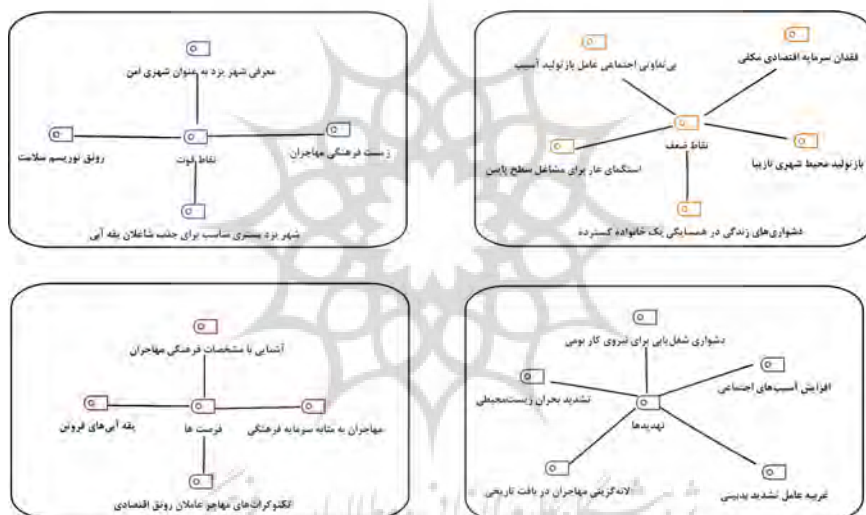 معرفی شهر یزد به عنوان شهری امن
زیست فرهنگی مهاجران
نقاط قوت
رونق توریسم سلامت
شهر یزد بستری مناسب برای جذب شاغلان یقه آبی
فقدان سرمایه اقتصادی مکفی
بی‌تفاوتی اجتماعی عامل بازتولید آسیب
نقاط ضعف
بازتولید محیط شهری نازیبا
استگمای عار برای مشاغل سطح پایین
دشواری‌های زندگی در همسایگی یک خانواده گسترده
آشنایی با مشخصات فرهنگی مهاجران
مهاجران به مثابه سرمایه فرهنگی
فرصت ها
یقه آبی‌های فروتن
تکنوکرات‌های مهاجر عاملان رونق اقتصادی
دشواری شغل‌یابی برای نیروی کار بومی
افزایش آسیب‌های اجتماعی
تشدید بحران زیست‌محیطی
تهدیدها
غریبه عامل تشدید بدبینی
لانه‌گزینی مهاجران در بافت تاریخی